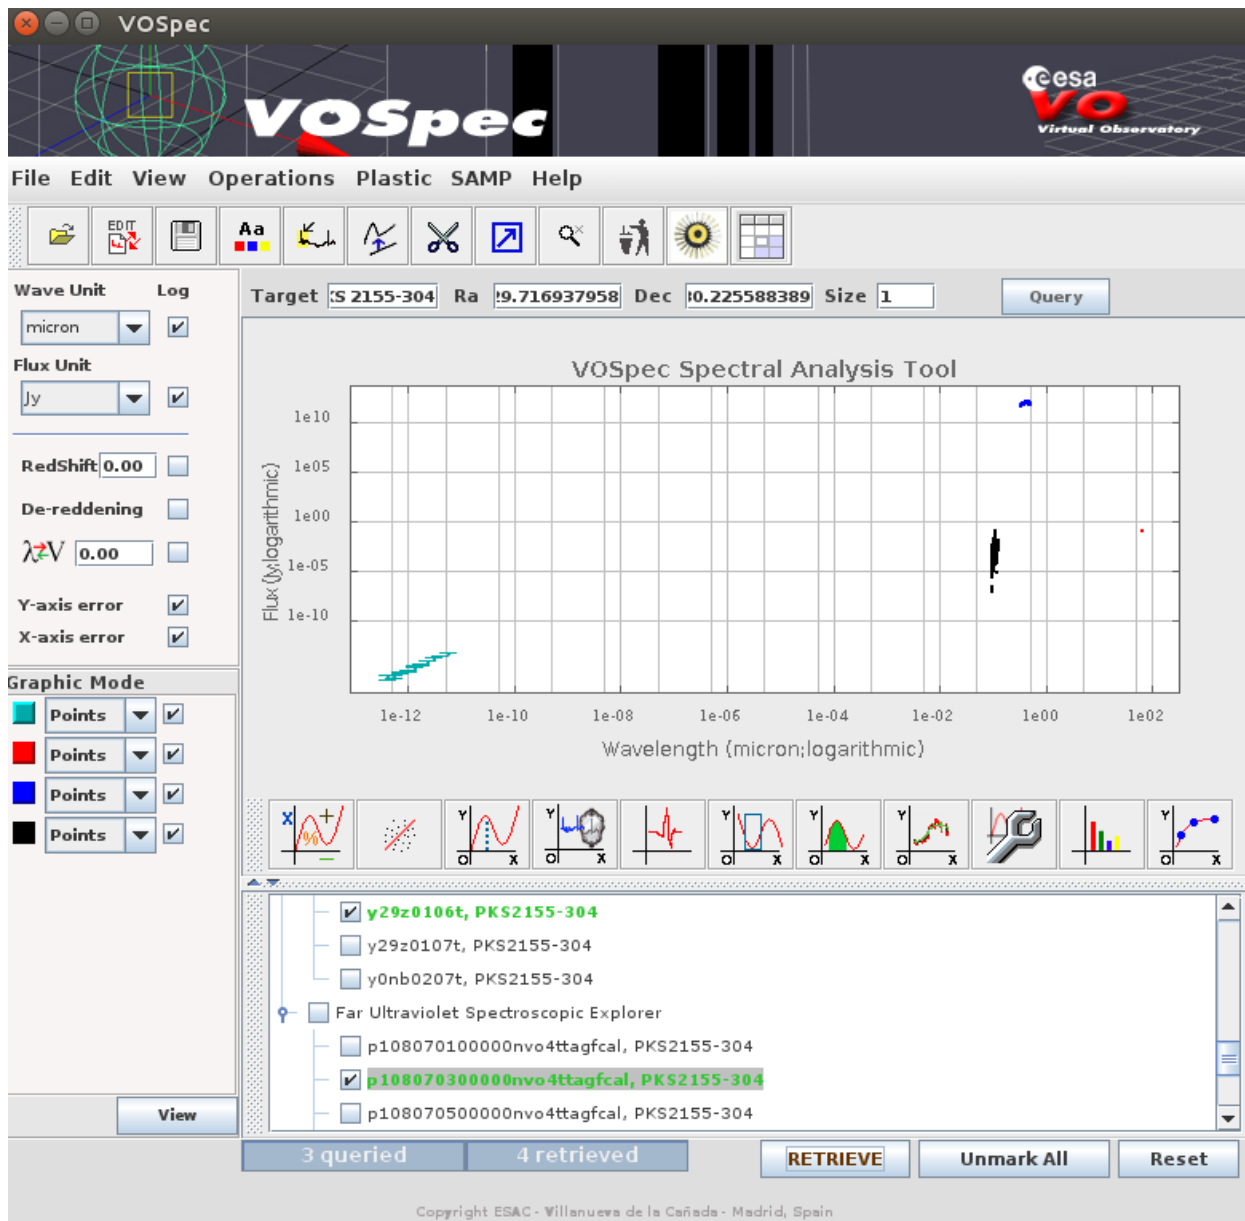 VOSpec
VOSpec
esa
VO
Virtual Observatory
File Edit View Operations Plastic SAMP Help
EDIT
Aa
Wave Unit Log
Target :S 2155-304 Ra !9.716937958 Dec 10.225588389 Size 1 Query
micron
Flux Unit
Jy
VOSpec Spectral Analysis Tool
1e10
1e05
1e00
1e-05
1e-10
Flux (Jy;logarithmic)
1e-12 1e-10 1e-08 1e-06 1e-04 1e-02 1e00 1e02
Wavelength (micron;logarithmic)
RedShift 0.00
De-reddening
λ V 0.00
Y-axis error
X-axis error
Graphic Mode
Points
Points
Points
Points
X + % −
Y O X
Y O X
Y O X
Y O X
Y O X
Y O X
y29z0106t, PKS2155-304
y29z0107t, PKS2155-304
y0nb0207t, PKS2155-304
Far Ultraviolet Spectroscopic Explorer
p108070100000nvo4ttagfcal, PKS2155-304
p108070300000nvo4ttagfcal, PKS2155-304
p108070500000nvo4ttagfcal, PKS2155-304
View
3 queried 4 retrieved RETRIEVE Unmark All Reset
Copyright ESAC - Villanueva de la Cañada - Madrid, Spain